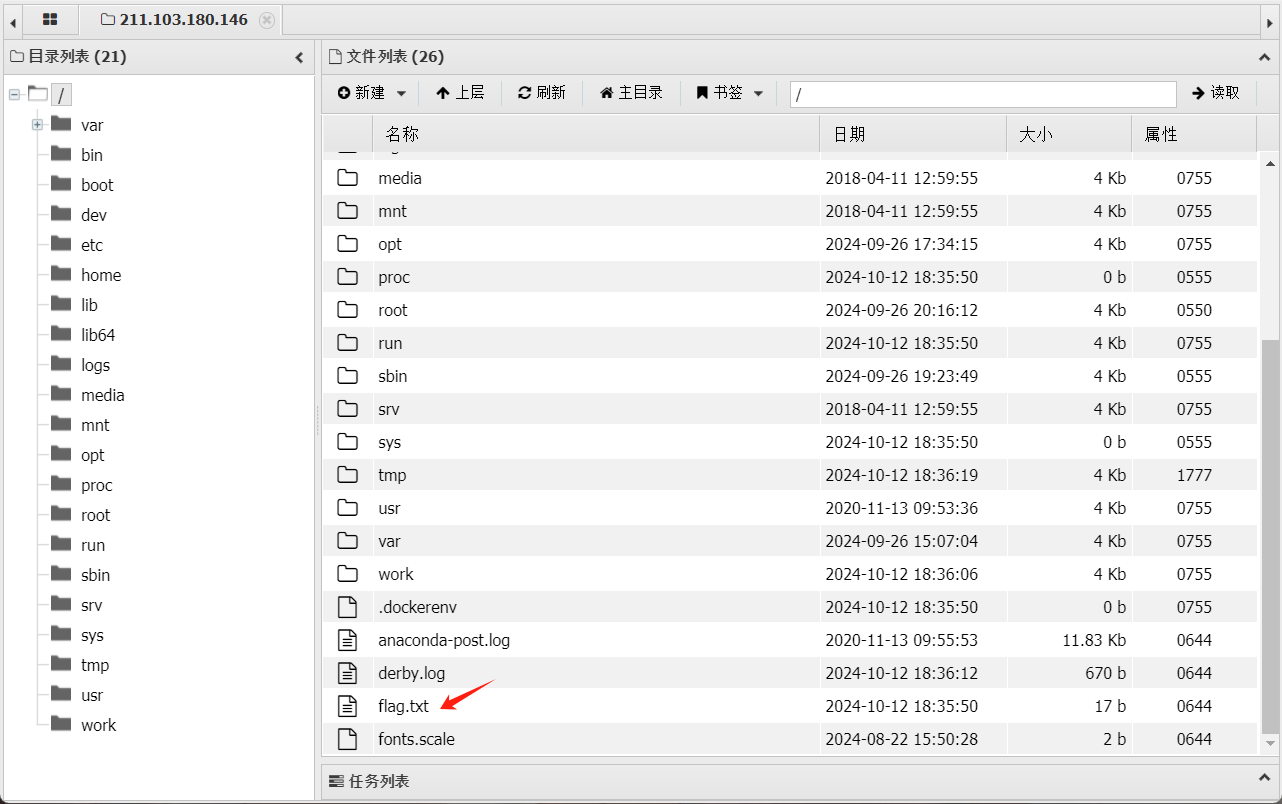 211.103.180.146
目录列表 (21)
文件列表 (26)
/
新建 上层 刷新 主目录 书签 / 读取
名称 日期 大小 属性
var
bin
boot
dev
etc
home
lib
lib64
logs
media
mnt
opt
proc
root
run
sbin
srv
sys
tmp
usr
work
media 2018-04-11 12:59:55 4 Kb 0755
mnt 2018-04-11 12:59:55 4 Kb 0755
opt 2024-09-26 17:34:15 4 Kb 0755
proc 2024-10-12 18:35:50 0 b 0555
root 2024-09-26 20:16:12 4 Kb 0550
run 2024-10-12 18:35:50 4 Kb 0755
sbin 2024-09-26 19:23:49 4 Kb 0555
srv 2018-04-11 12:59:55 4 Kb 0755
sys 2024-10-12 18:35:50 0 b 0555
tmp 2024-10-12 18:36:19 4 Kb 1777
usr 2020-11-13 09:53:36 4 Kb 0755
var 2024-09-26 15:07:04 4 Kb 0755
work 2024-10-12 18:36:06 4 Kb 0755
.dockerenv 2024-10-12 18:35:50 0 b 0755
anaconda-post.log 2020-11-13 09:55:53 11.83 Kb 0644
derby.log 2024-10-12 18:36:12 670 b 0644
flag.txt 2024-10-12 18:35:50 17 b 0644
fonts.scale 2024-08-22 15:50:28 2 b 0644
任务列表